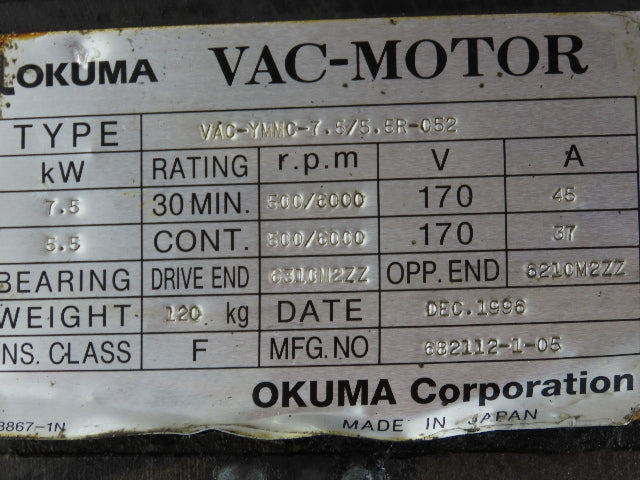 OKUMA VAC-MOTOR
TYPE VAC-YMMC-7.5/5.5R-052
kW RATING r.p.m V A
7.5 30 MIN. 500/6000 170 45
5.5 CONT. 500/6000 170 37
BEARING DRIVE END 6310M2ZZ OPP. END 6210M2ZZ
WEIGHT 120 kg DATE DEC.1996
INS. CLASS F MFG.NO 682112-1-05
OKUMA Corporation
8867-1N MADE IN JAPAN